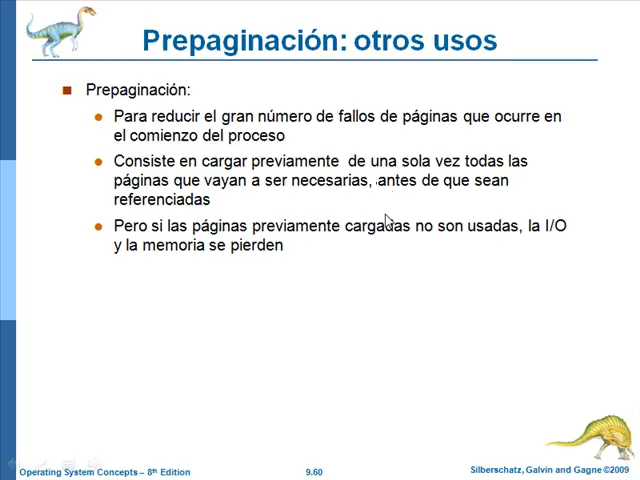 Prepaginación: otros usos
Prepaginación:
Para reducir el gran número de fallos de páginas que ocurre en
el comienzo del proceso
Consiste en cargar previamente de una sola vez todas las
páginas que vayan a ser necesarias, antes de que sean
referenciadas
Pero si las páginas previamente cargadas no son usadas, la I/O
y la memoria se pierden
Operating System Concepts – 8th Edition
9.60
Silberschatz, Galvin and Gagne ©2009